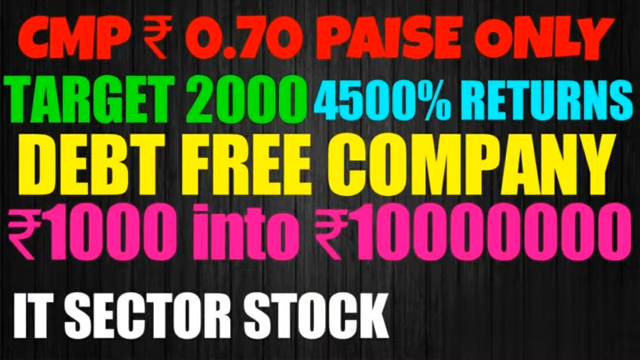 CMP ₹ 0.70 PAISE ONLY
TARGET 2000 4500% RETURNS
DEBT FREE COMPANY
₹1000 into ₹10000000
IT SECTOR STOCK